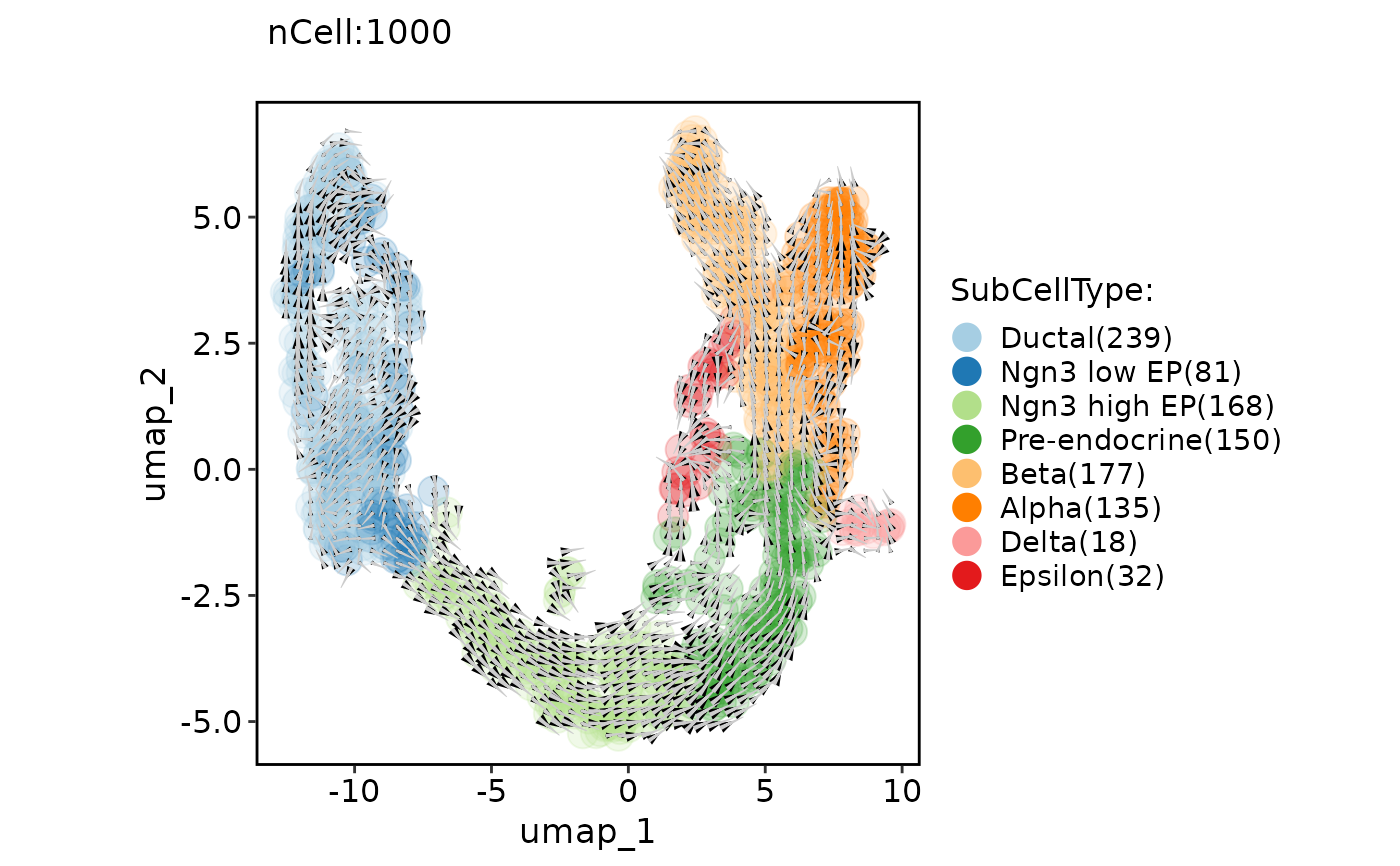 nCell:1000
umap_2
5.0
2.5
0.0
-2.5
-5.0
-10
-5
0
5
10
umap_1
SubCellType:
Ductal(239)
Ngn3 low EP(81)
Ngn3 high EP(168)
Pre-endocrine(150)
Beta(177)
Alpha(135)
Delta(18)
Epsilon(32)